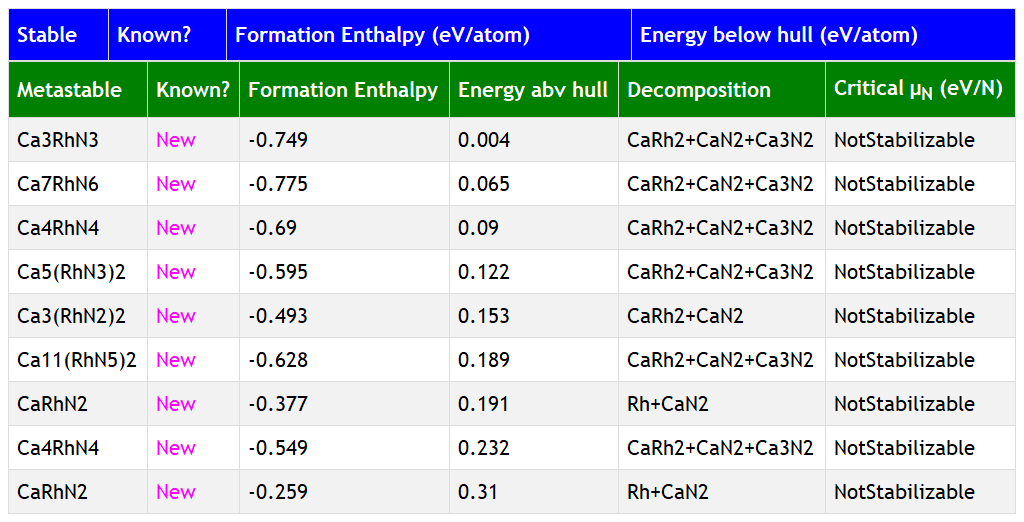 Stable Known? Formation Enthalpy (eV/atom) Energy below hull (eV/atom)
Metastable Known? Formation Enthalpy Energy abv hull Decomposition Critical μN (eV/N)
Ca3RhN3 New -0.749 0.004 CaRh2+CaN2+Ca3N2 NotStabilizable
Ca7RhN6 New -0.775 0.065 CaRh2+CaN2+Ca3N2 NotStabilizable
Ca4RhN4 New -0.69 0.09 CaRh2+CaN2+Ca3N2 NotStabilizable
Ca5(RhN3)2 New -0.595 0.122 CaRh2+CaN2+Ca3N2 NotStabilizable
Ca3(RhN2)2 New -0.493 0.153 CaRh2+CaN2 NotStabilizable
Ca11(RhN5)2 New -0.628 0.189 CaRh2+CaN2+Ca3N2 NotStabilizable
CaRhN2 New -0.377 0.191 Rh+CaN2 NotStabilizable
Ca4RhN4 New -0.549 0.232 CaRh2+CaN2+Ca3N2 NotStabilizable
CaRhN2 New -0.259 0.31 Rh+CaN2 NotStabilizable